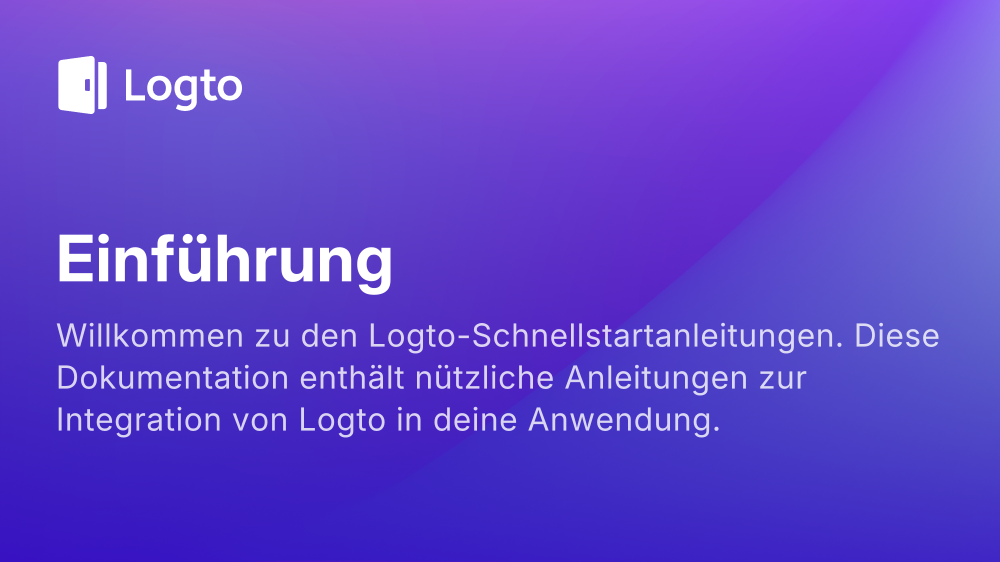 Logto
Einführung
Willkommen zu den Logto-Schnellstartanleitungen. Diese
Dokumentation enthält nützliche Anleitungen zur
Integration von Logto in deine Anwendung.